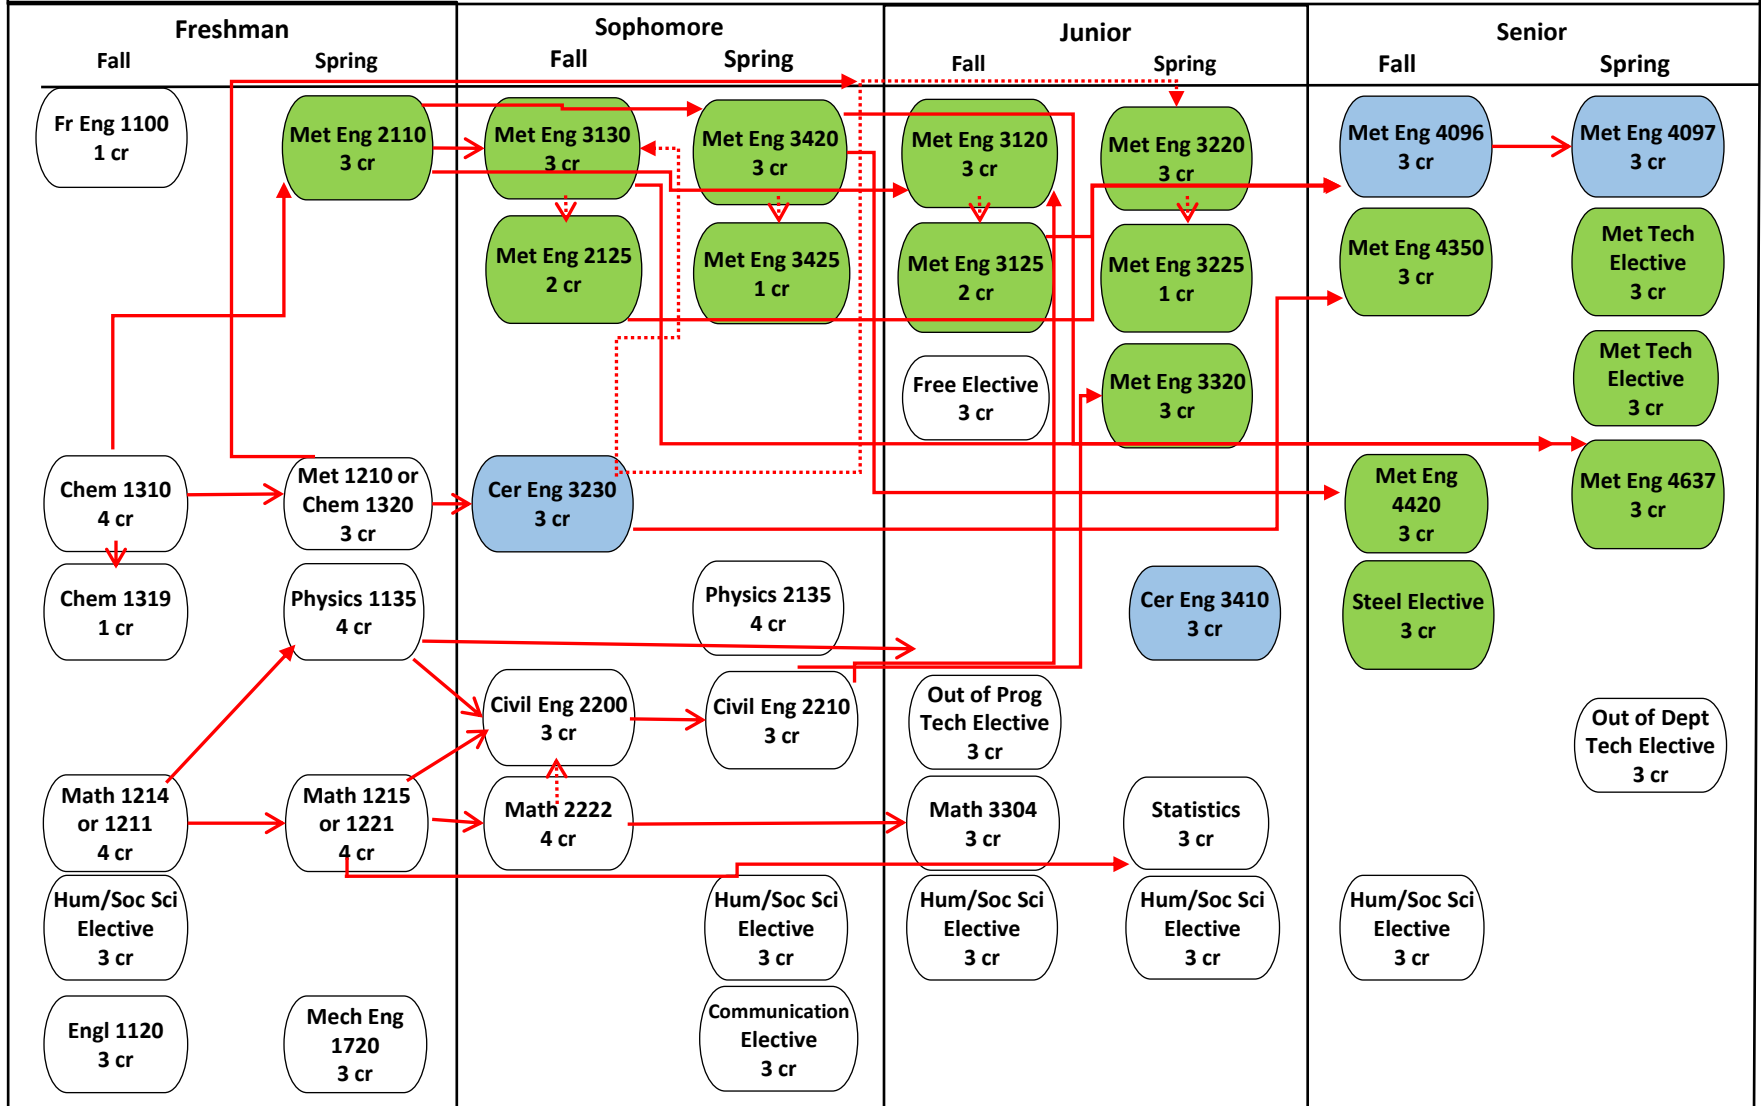 Freshman
Sophomore
Junior
Senior
Fall
Spring
Fall
Spring
Fall
Spring
Fall
Spring
Fr Eng 1100
1 cr
Chem 1310
4 cr
Chem 1319
1 cr
Math 1214
or 1211
4 cr
Hum/Soc Sci
Elective
3 cr
Engl 1120
3 cr
Met Eng 2110
3 cr
Met 1210 or
Chem 1320
3 cr
Physics 1135
4 cr
Math 1215
or 1221
4 cr
Mech Eng
1720
3 cr
Met Eng 3130
3 cr
Met Eng 2125
2 cr
Cer Eng 3230
3 cr
Civil Eng 2200
3 cr
Math 2222
4 cr
Met Eng 3420
3 cr
Met Eng 3425
1 cr
Physics 2135
4 cr
Civil Eng 2210
3 cr
Hum/Soc Sci
Elective
3 cr
Communication
Elective
3 cr
Met Eng 3120
3 cr
Met Eng 3125
2 cr
Free Elective
3 cr
Out of Prog
Tech Elective
3 cr
Math 3304
3 cr
Hum/Soc Sci
Elective
3 cr
Met Eng 3220
3 cr
Met Eng 3225
1 cr
Met Eng 3320
3 cr
Cer Eng 3410
3 cr
Statistics
3 cr
Hum/Soc Sci
Elective
3 cr
Met Eng 4096
3 cr
Met Eng 4350
3 cr
Met Eng
4420
3 cr
Steel Elective
3 cr
Hum/Soc Sci
Elective
3 cr
Met Eng 4097
3 cr
Met Tech
Elective
3 cr
Met Tech
Elective
3 cr
Met Eng 4637
3 cr
Out of Dept
Tech Elective
3 cr